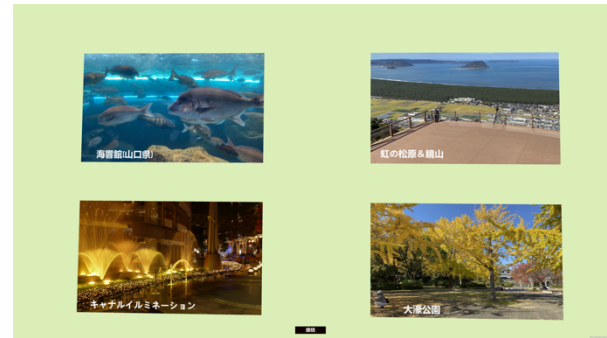 海響館(山口県)
虹の松原&鏡山
キャナルイルミネーション
大濠公園